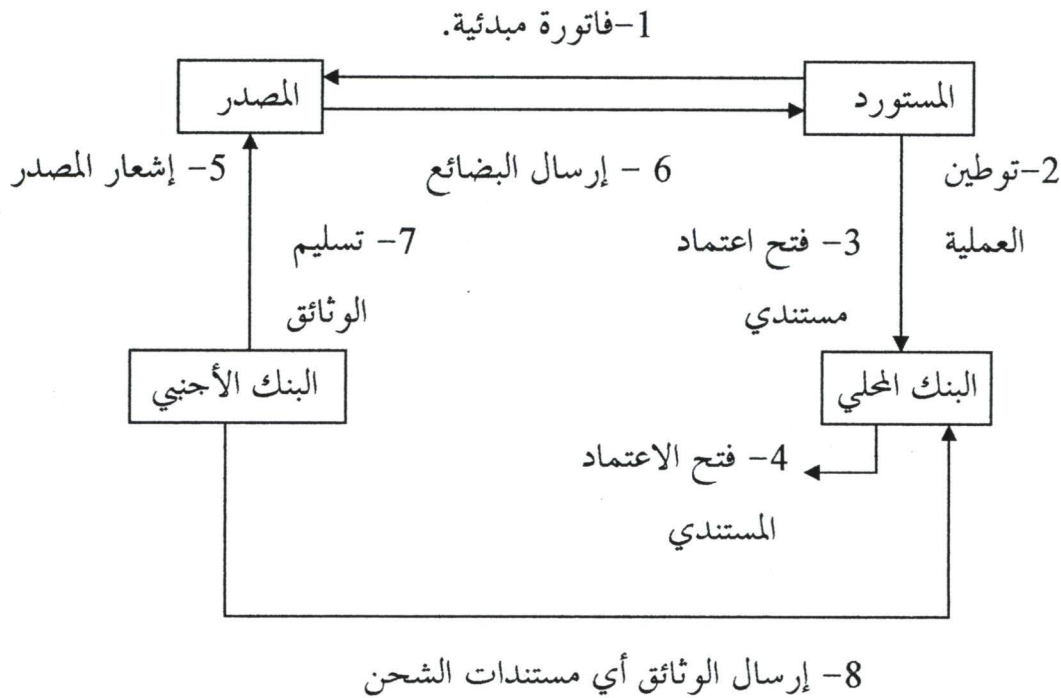 1-فاتورة مبدئية.
المستورد
المصدر
2-توطين
العملية
6 - إرسال البضائع
5- إشعار المصدر
3- فتح اعتماد
مستندي
7- تسليم
الوثائق
البنك المحلي
البنك الأجنبي
4- فتح الاعتماد
المستندي
8- إرسال الوثائق أي مستندات الشحن